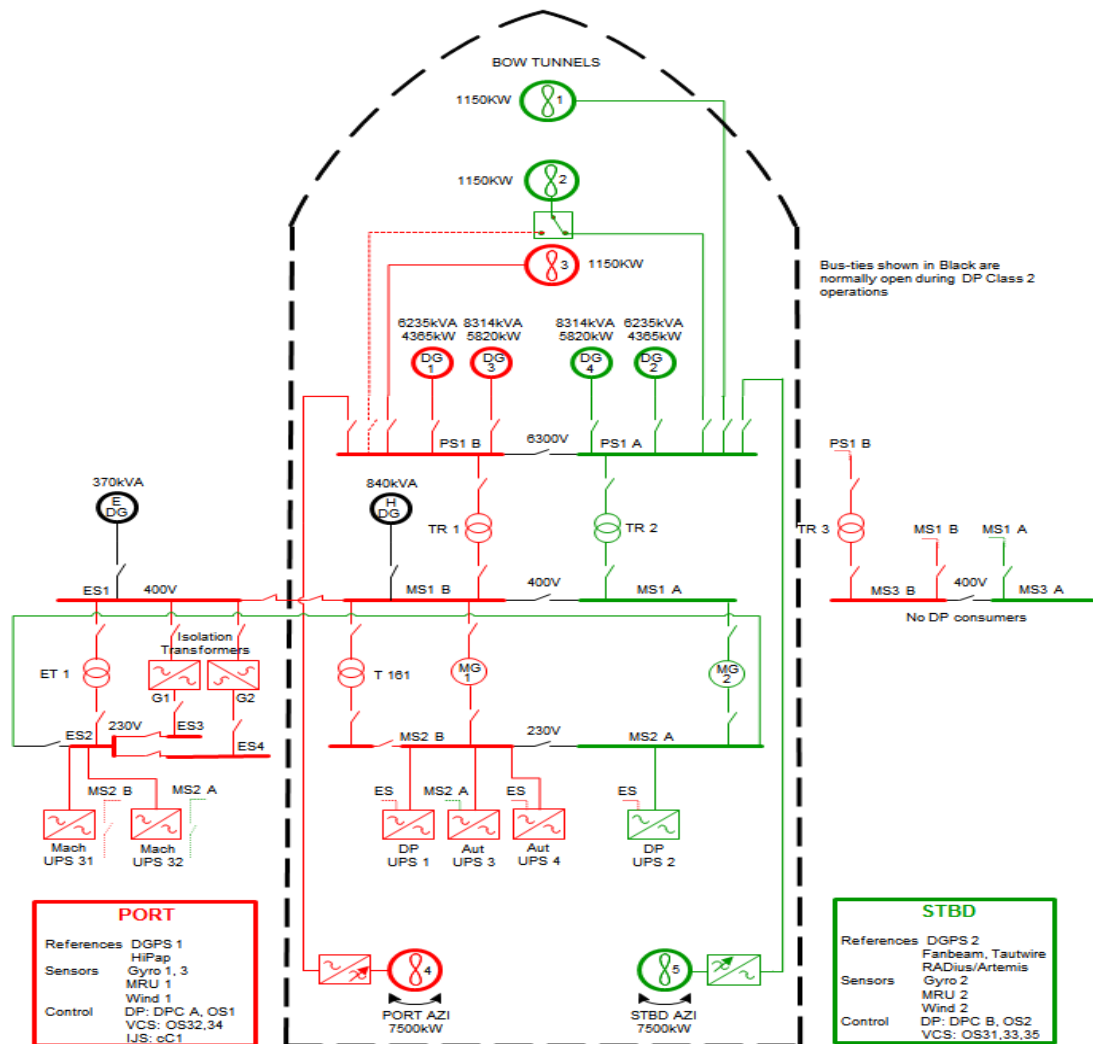 BOW TUNNELS
1150KW
1
1150KW
2
3
1150KW
Bus-ties shown in Black are
normally open during DP Class 2
operations
6235kVA 8314kVA
4365kW 5820kW
8314kVA 6235kVA
5820kW 4365kW
DG
1
DG
3
DG
4
DG
2
PS1 B
6300V
PS1 A
PS1 B
370kVA
E
DG
840kVA
H
DG
TR 1
TR 2
TR 3
MS1 B
MS1 A
ES1
400V
MS1 B
400V
MS1 A
MS3 B
400V
MS3 A
No DP consumers
Isolation
Transformers
ET 1
G1
G2
T 161
MG
1
MG
2
ES2
230V
ES3
ES4
MS2 B
230V
MS2 A
MS2 B
MS2 A
ES
MS2 A
ES
ES
Mach
UPS 31
Mach
UPS 32
DP
UPS 1
Aut
UPS 3
Aut
UPS 4
DP
UPS 2
PORT
References DGPS 1
HiPap
Sensors Gyro 1, 3
MRU 1
Wind 1
Control DP: DPC A, OS1
VCS: OS32,34
IJS: cC1
4
PORT AZI
7500kW
5
STBD AZI
7500kW
STBD
References DGPS 2
Fanbeam, Tautwire
RADius/Artemis
Sensors Gyro 2
MRU 2
Wind 2
Control DP: DPC B, OS2
VCS: OS31,33,35